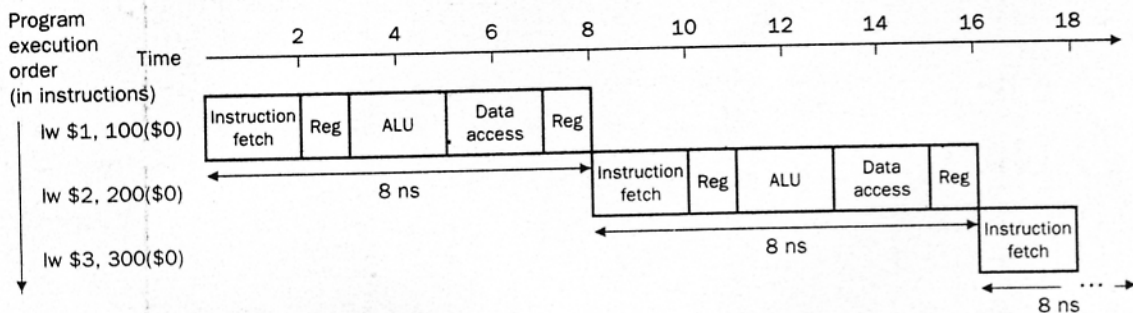 Program
execution
order
(in instructions)
Time
2 4 6 8 10 12 14 16 18
lw $1, 100($0)
Instruction
fetch
Reg
ALU
Data
access
Reg
8 ns
lw $2, 200($0)
Instruction
fetch
Reg
ALU
Data
access
Reg
8 ns
lw $3, 300($0)
Instruction
fetch
...
8 ns